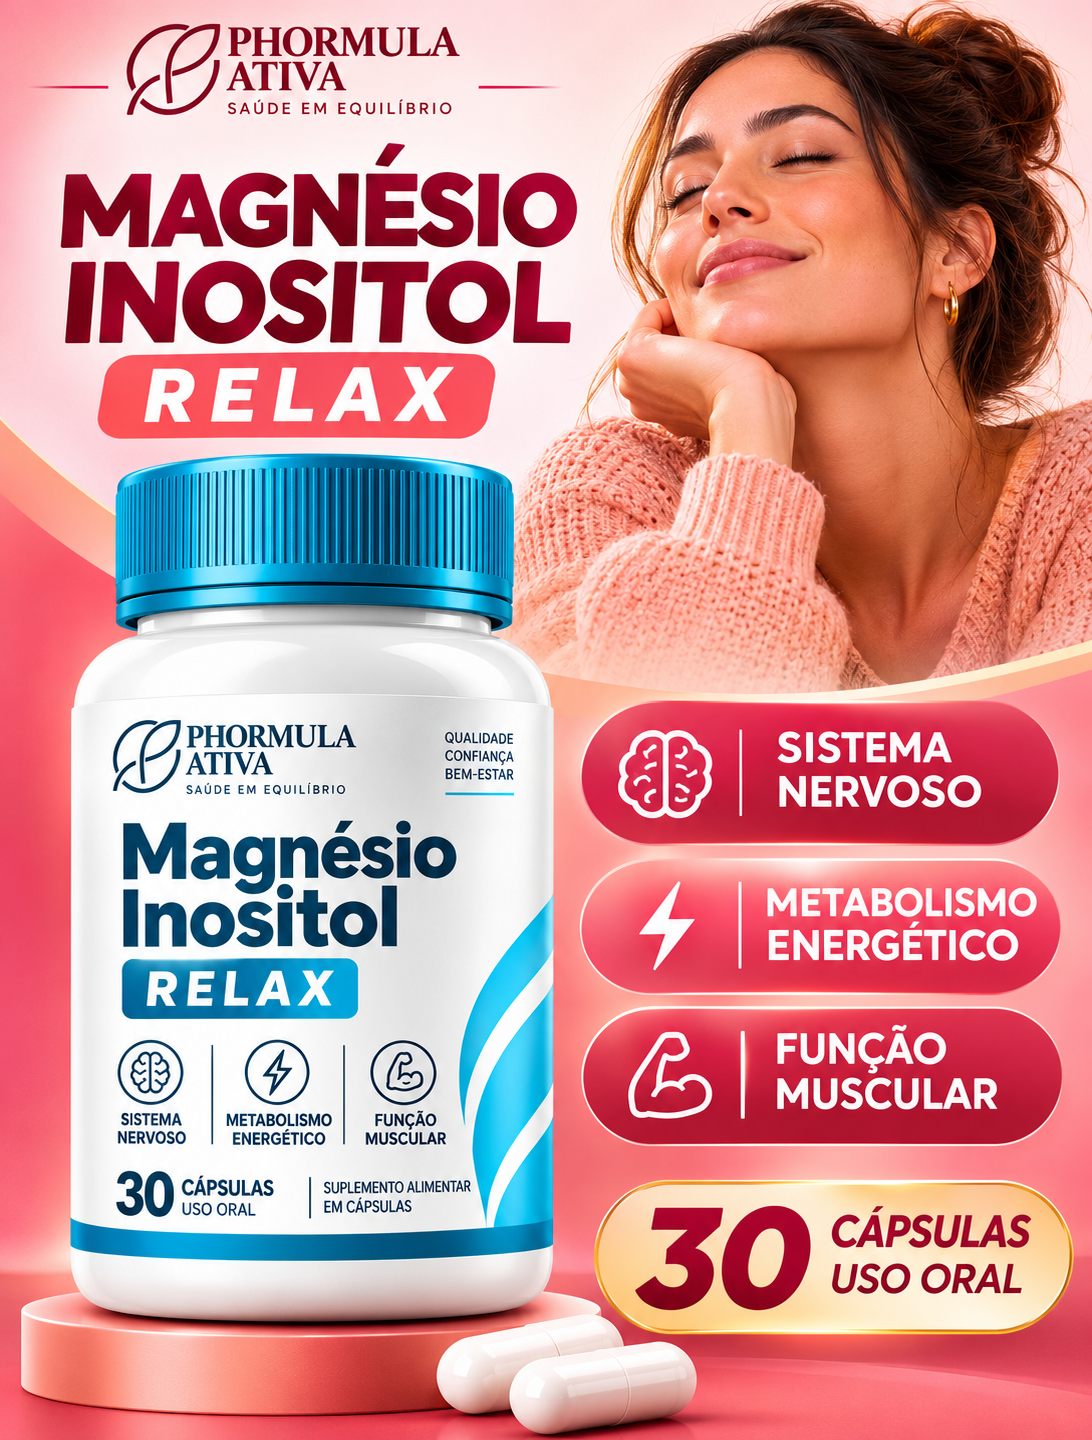 PHORMULA
ATIVA
SAÚDE EM EQUILÍBRIO
MAGNÉSIO
INOSITOL
RELAX
PHORMULA
ATIVA
SAÚDE EM EQUILÍBRIO
QUALIDADE
CONFIANÇA
BEM-ESTAR
Magnésio
Inositol
RELAX
SISTEMA
NERVOSO
METABOLISMO
ENERGÉTICO
FUNÇÃO
MUSCULAR
30 CÁPSULAS
USO ORAL
SUPLEMENTO ALIMENTAR
EM CÁPSULAS
SISTEMA
NERVOSO
METABOLISMO
ENERGÉTICO
FUNÇÃO
MUSCULAR
30 CÁPSULAS
USO ORAL